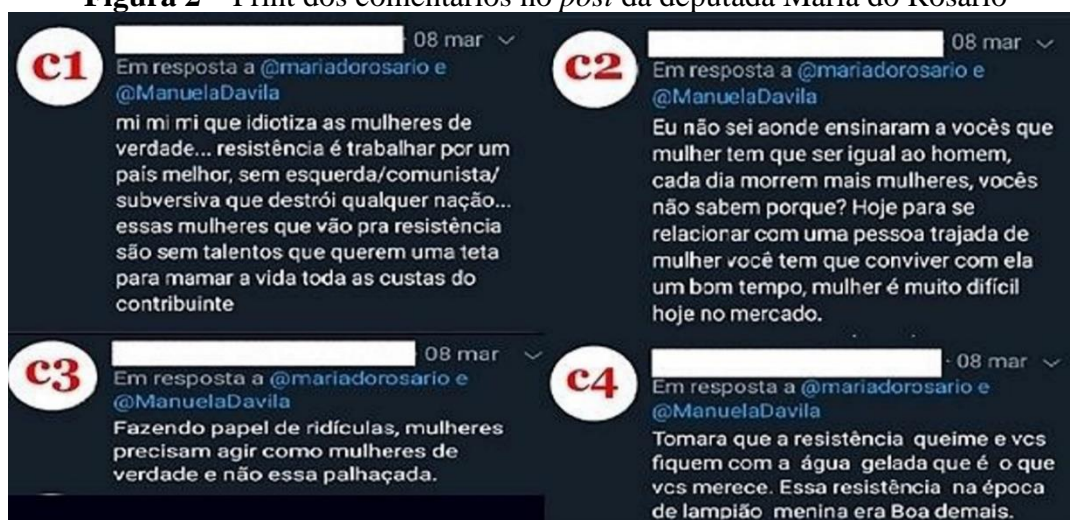 Figura 2 – Print dos comentários no post da deputada Maria do Rosário
C1
08 mar
Em resposta a @mariadorosario e
@ManuelaDavila
mi mi mi que idiotiza as mulheres de
verdade... resistência é trabalhar por um
país melhor, sem esquerda/comunista/
subversiva que destrói qualquer nação...
essas mulheres que vão pra resistência
são sem talentos que querem uma teta
para mamar a vida toda as custas do
contribuinte
C2
08 mar
Em resposta a @mariadorosario e
@ManuelaDavila
Eu não sei aonde ensinaram a vocês que
mulher tem que ser igual ao homem,
cada dia morrem mais mulheres, vocês
não sabem porque? Hoje para se
relacionar com uma pessoa trajada de
mulher você tem que conviver com ela
um bom tempo, mulher é muito difícil
hoje no mercado.
C3
08 mar
Em resposta a @mariadorosario e
@ManuelaDavila
Fazendo papel de ridículas, mulheres
precisam agir como mulheres de
verdade e não essa palhaçada.
C4
· 08 mar
Em resposta a @mariadorosario e
@ManuelaDavila
Tomara que a resistência queime e vcs
fiquem com a água gelada que é o que
vcs merece. Essa resistência na época
de lampião menina era Boa demais.